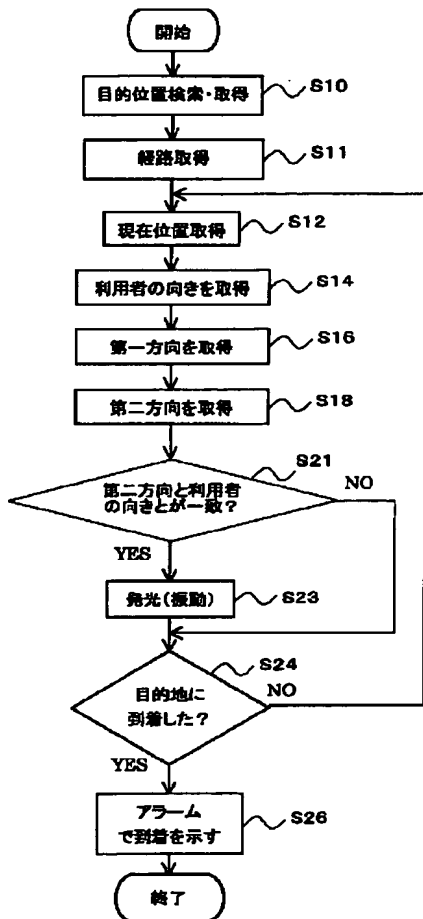 開始
目的位置検索・取得
S10
経路取得
S11
現在位置取得
S12
利用者の向きを取得
S14
第一方向を取得
S16
第二方向を取得
S18
S21
第二方向と利用者
の向きとが一致?
NO
YES
発光(振動)
S23
S24
目的地に
到着した?
NO
YES
アラーム
で到着を示す
S26
終了